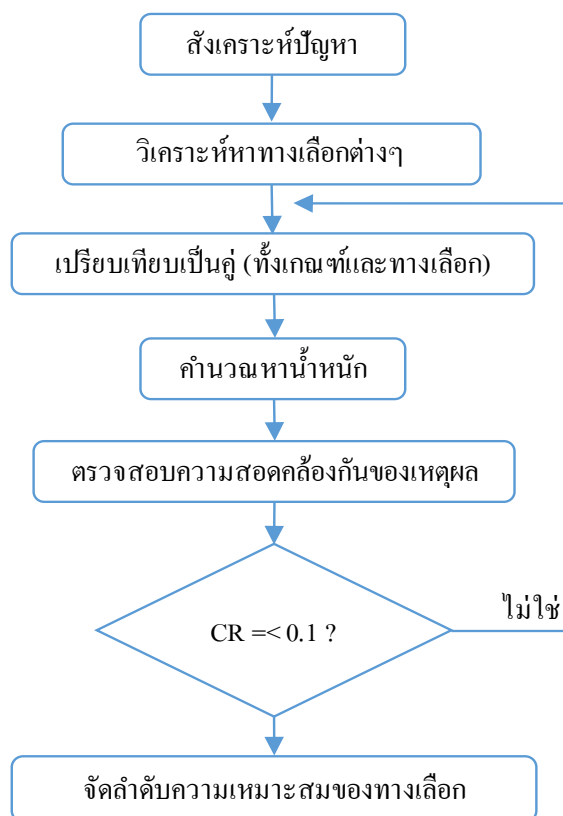 สังเคราะห์ปัญหา
วิเคราะห์หาทางเลือกต่างๆ
เปรียบเทียบเป็นคู่ (ทั้งเกณฑ์และทางเลือก)
คำนวณหาน้ำหนัก
ตรวจสอบความสอดคล้องกันของเหตุผล
ไม่ใช่
CR =< 0.1 ?
จัดลำดับความเหมาะสมของทางเลือก